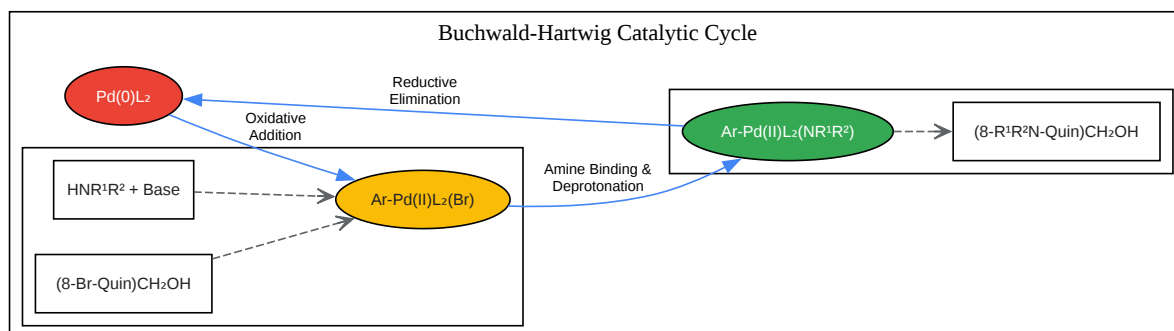 Buchwald-Hartwig Catalytic Cycle
Pd(0)L₂
Reductive
Elimination
Oxidative
Addition
Ar-Pd(II)L₂(NR¹R²)
(8-R¹R²N-Quin)CH₂OH
HNR¹R² + Base
Ar-Pd(II)L₂(Br)
Amine Binding &
Deprotonation
(8-Br-Quin)CH₂OH